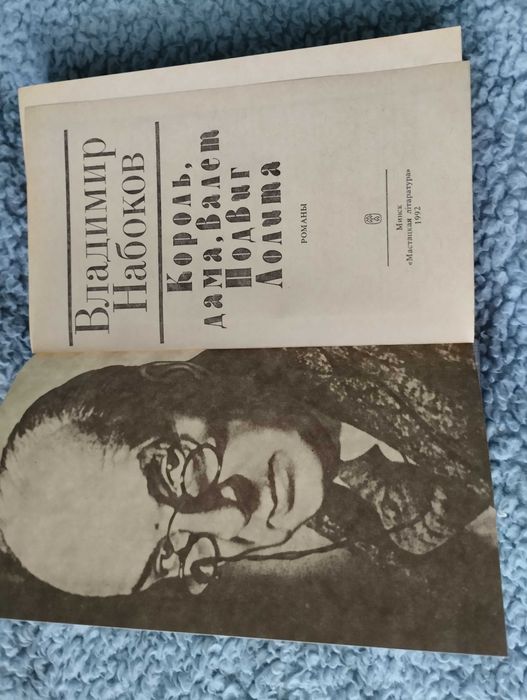 Владимир
Набоков
Король,
дама, валет
Подвиг
Лолита
РОМАНЫ
Минск
«Мастацкая літаратура»
1992